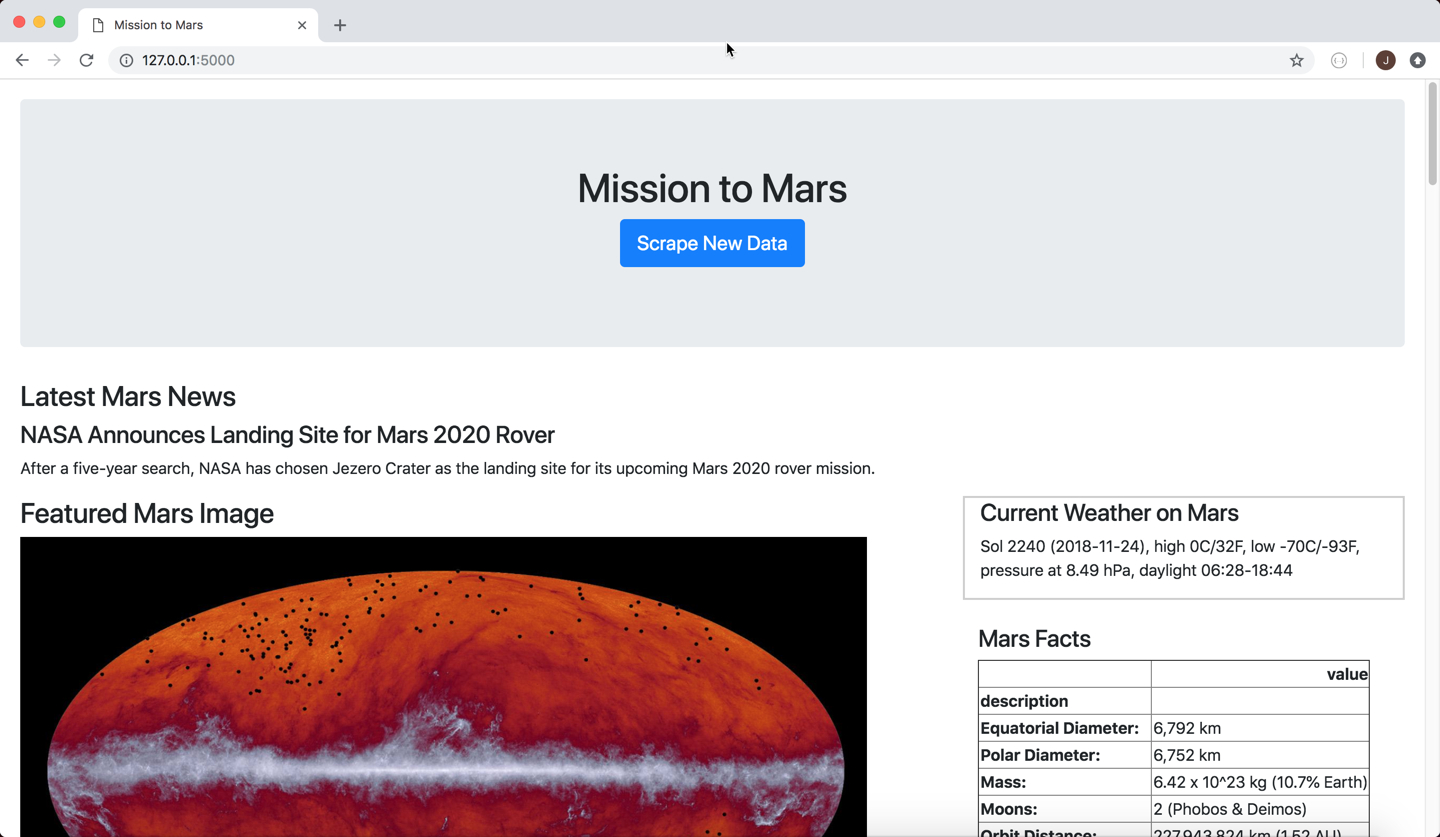 Mission to Mars
127.0.0.1:5000
J
Mission to Mars
Scrape New Data
Latest Mars News
NASA Announces Landing Site for Mars 2020 Rover
After a five-year search, NASA has chosen Jezero Crater as the landing site for its upcoming Mars 2020 rover mission.
Featured Mars Image
Current Weather on Mars
Sol 2240 (2018-11-24), high 0C/32F, low -70C/-93F,
pressure at 8.49 hPa, daylight 06:28-18:44
Mars Facts
value
description
Equatorial Diameter: 6,792 km
Polar Diameter: 6,752 km
Mass: 6.42 x 10^23 kg (10.7% Earth)
Moons: 2 (Phobos & Deimos)
Orbit Distance: 227,943,824 km (1.52 AU)